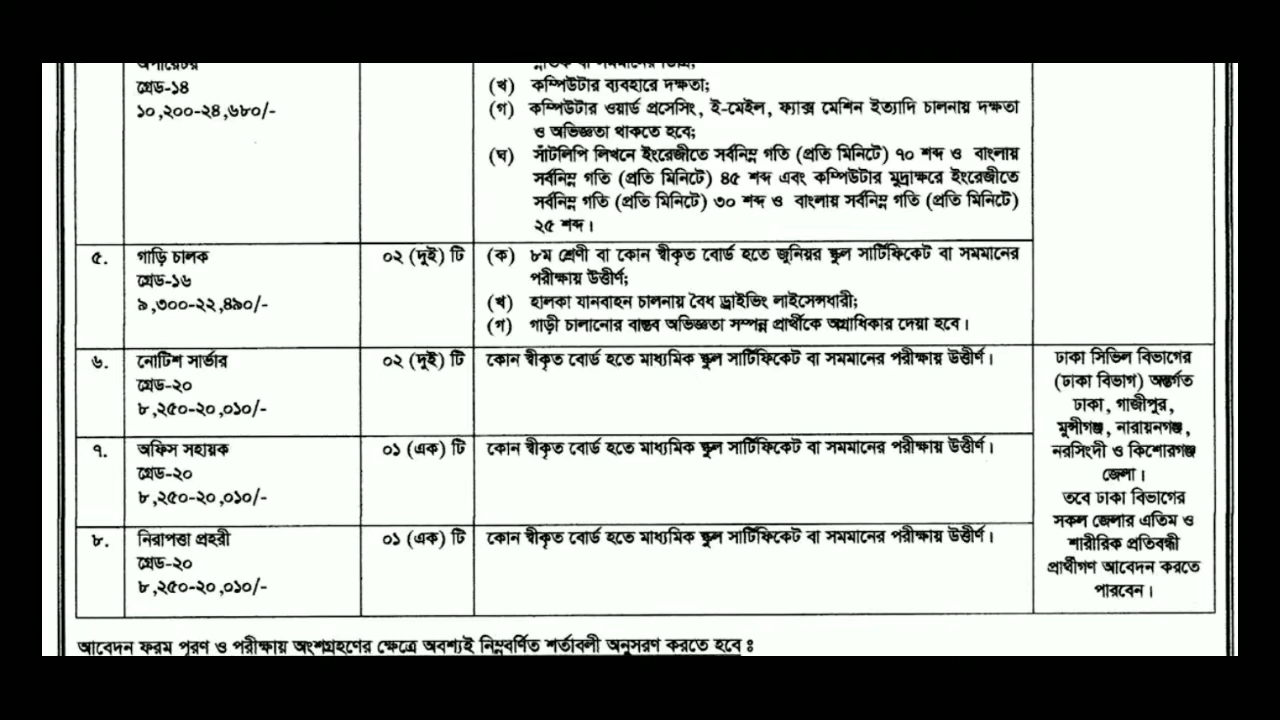 অপারেটর
গ্রেড-১৪
১০,২০০-২৪,৬৮০/-
স্নাতক বা সমমানের ডিগ্রি;
(খ) কম্পিউটার ব্যবহারে দক্ষতা;
(গ) কম্পিউটার ওয়ার্ড প্রসেসিং, ই-মেইল, ফ্যাক্স মেশিন ইত্যাদি চালনায় দক্ষতা
ও অভিজ্ঞতা থাকতে হবে;
(ঘ) সাঁটলিপি লিখনে ইংরেজীতে সর্বনিম্ন গতি (প্রতি মিনিটে) ৭০ শব্দ ও বাংলায়
সর্বনিম্ন গতি (প্রতি মিনিটে) ৪৫ শব্দ এবং কম্পিউটার মুদ্রাক্ষরে ইংরেজীতে
সর্বনিম্ন গতি (প্রতি মিনিটে) ৩০ শব্দ ও বাংলায় সর্বনিম্ন গতি (প্রতি মিনিটে)
২৫ শব্দ।
৫.
গাড়ি চালক
গ্রেড-১৬
৯,৩০০-২২,৪৯০/-
০২ (দুই) টি
(ক) ৮ম শ্রেণী বা কোন স্বীকৃত বোর্ড হতে জুনিয়র স্কুল সার্টিফিকেট বা সমমানের
পরীক্ষায় উত্তীর্ণ;
(খ) হালকা যানবাহন চালনায় বৈধ ড্রাইভিং লাইসেন্সধারী;
(গ) গাড়ী চালানোর বাস্তব অভিজ্ঞতা সম্পন্ন প্রার্থীকে অগ্রাধিকার দেয়া হবে।
৬.
নোটিশ সার্ভার
গ্রেড-২০
৮,২৫০-২০,০১০/-
০২ (দুই) টি
কোন স্বীকৃত বোর্ড হতে মাধ্যমিক স্কুল সার্টিফিকেট বা সমমানের পরীক্ষায় উত্তীর্ণ।
৭.
অফিস সহায়ক
গ্রেড-২০
৮,২৫০-২০,০১০/-
০১ (এক) টি
কোন স্বীকৃত বোর্ড হতে মাধ্যমিক স্কুল সার্টিফিকেট বা সমমানের পরীক্ষায় উত্তীর্ণ।
৮.
নিরাপত্তা প্রহরী
গ্রেড-২০
৮,২৫০-২০,০১০/-
০১ (এক) টি
কোন স্বীকৃত বোর্ড হতে মাধ্যমিক স্কুল সার্টিফিকেট বা সমমানের পরীক্ষায় উত্তীর্ণ।
ঢাকা সিভিল বিভাগের
(ঢাকা বিভাগ) অন্তর্গত
ঢাকা, গাজীপুর,
মুন্সীগঞ্জ, নারায়নগঞ্জ,
নরসিংদী ও কিশোরগঞ্জ
জেলা।
তবে ঢাকা বিভাগের
সকল জেলার এতিম ও
শারীরিক প্রতিবন্ধী
প্রার্থীগণ আবেদন করতে
পারবেন।
আবেদন ফরম পূরণ ও পরীক্ষায় অংশগ্রহণের ক্ষেত্রে অবশ্যই নিম্নবর্ণিত শর্তাবলী অনুসরণ করতে হবে ঃ